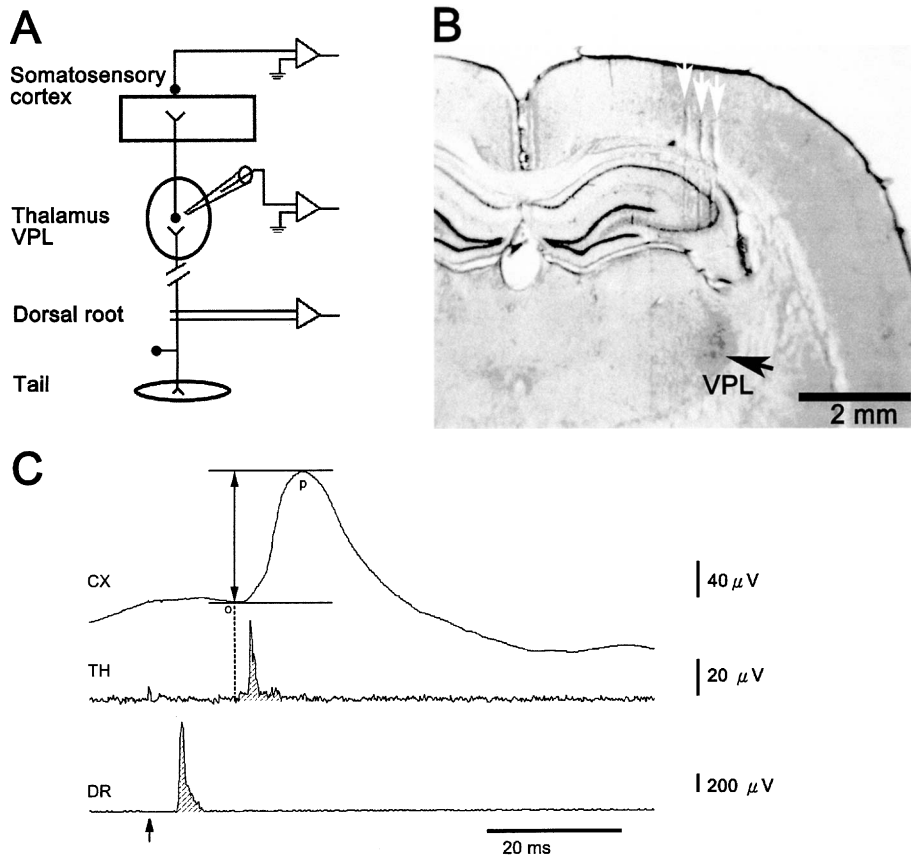 A
Somatosensory
cortex
Thalamus
VPL
Dorsal root
Tail
B
VPL
2 mm
C
p
CX
o
40 μV
TH
20 μV
DR
200 μV
20 ms